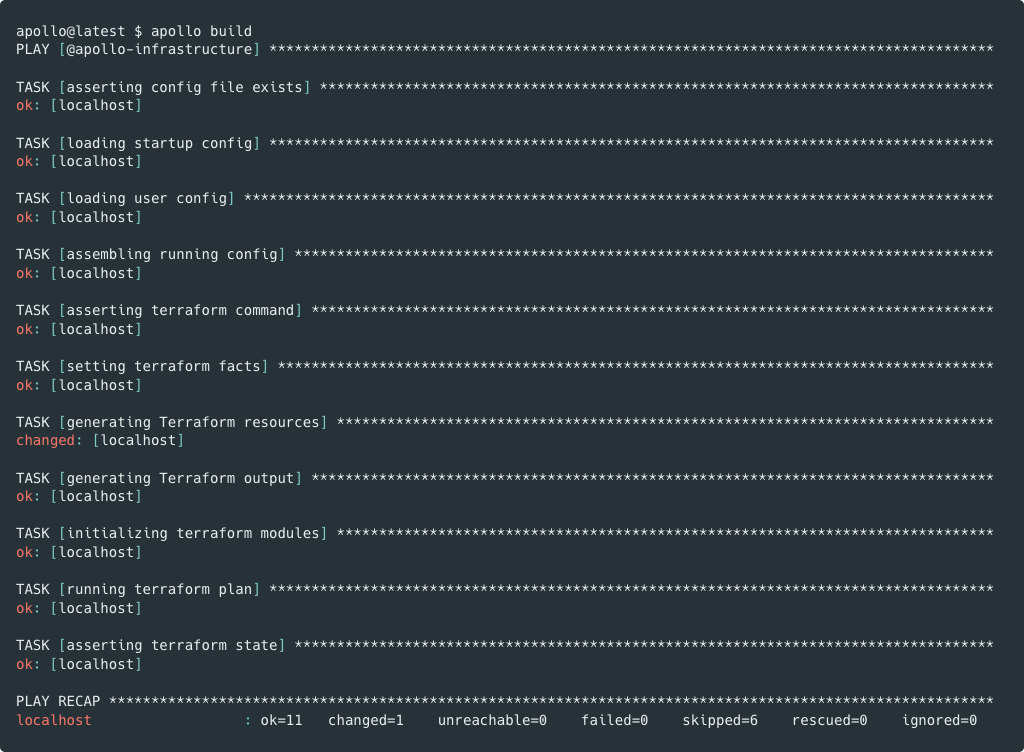 apollo@latest $ apollo build
PLAY [@apollo-infrastructure] **************************************************************************************
TASK [asserting config file exists] ********************************************************************************
ok: [localhost]
TASK [loading startup config] **************************************************************************************
ok: [localhost]
TASK [loading user config] *****************************************************************************************
ok: [localhost]
TASK [assembling running config] ***********************************************************************************
ok: [localhost]
TASK [asserting terraform command] *********************************************************************************
ok: [localhost]
TASK [setting terraform facts] *************************************************************************************
ok: [localhost]
TASK [generating Terraform resources] ******************************************************************************
changed: [localhost]
TASK [generating Terraform output] *********************************************************************************
ok: [localhost]
TASK [initializing terraform modules] ******************************************************************************
ok: [localhost]
TASK [running terraform plan] **************************************************************************************
ok: [localhost]
TASK [asserting terraform state] ***********************************************************************************
ok: [localhost]
PLAY RECAP *********************************************************************************************************
localhost                  : ok=11   changed=1    unreachable=0    failed=0    skipped=6    rescued=0    ignored=0